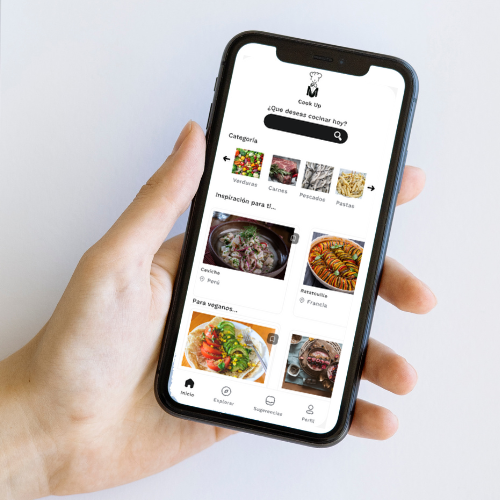 Cook Up
¿Que deseas cocinar hoy?
Categoría
Verduras
Carnes
Pescados
Pastas
Inspiración para ti...
Ceviche
Perú
Ratatouille
Francia
Para veganos...
Inicio
Explorar
Sugerencias
Perfil